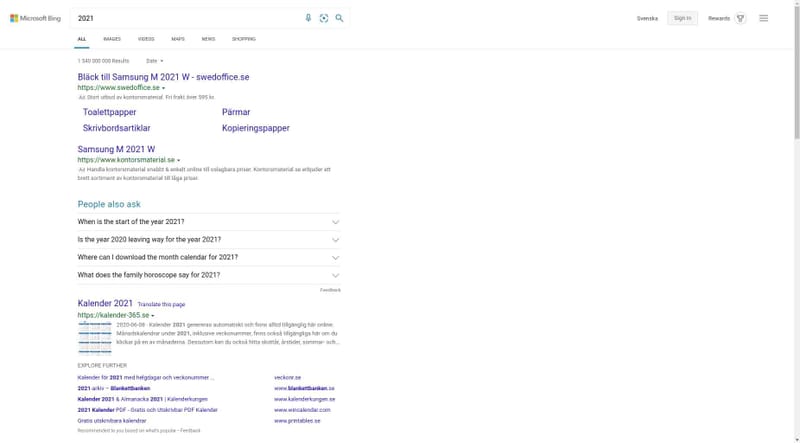 Microsoft Bing
2021
Svenska
Sign in
Rewards
ALL IMAGES VIDEOS MAPS NEWS SHOPPING
1 540 000 000 Results Date
Bläck till Samsung M 2021 W - swedoffice.se
https://www.swedoffice.se
Ad Stort utbud av kontorsmaterial. Fri frakt över 595 kr.
Toalettpapper Pärmar
Skrivbordsartiklar Kopieringspapper
Samsung M 2021 W
https://www.kontorsmaterial.se
Ad Handla kontorsmaterial snabbt & enkelt online till oslagbara priser. Kontorsmaterial.se erbjuder ett
brett sortiment av kontorsmaterial till låga priser.
People also ask
When is the start of the year 2021?
Is the year 2020 leaving way for the year 2021?
Where can I download the month calendar for 2021?
What does the family horoscope say for 2021?
Feedback
Kalender 2021 Translate this page
https://kalender-365.se
2020-06-08 · Kalender 2021 genereras automatiskt och finns alltid tillgänglig här online.
Månadskalendrar under 2021, inklusive veckonummer, finns också tillgängliga här om du
klickar på en av månaderna. Dessutom kan du också hitta skottår, årstider, sommar- och...
EXPLORE FURTHER
Kalender för 2021 med helgdagar och veckonummer ... veckonr.se
2021-arkiv – Blankettbanken www.blankettbanken.se
Kalender 2021 & Almanacka 2021 | Kalenderkungen www.kalenderkungen.se
2021 Kalender PDF - Gratis och Utskrivbar PDF Kalender www.wincalendar.com
Gratis utskrivbara kalendrar www.printables.se
Recommended to you based on what's popular • Feedback